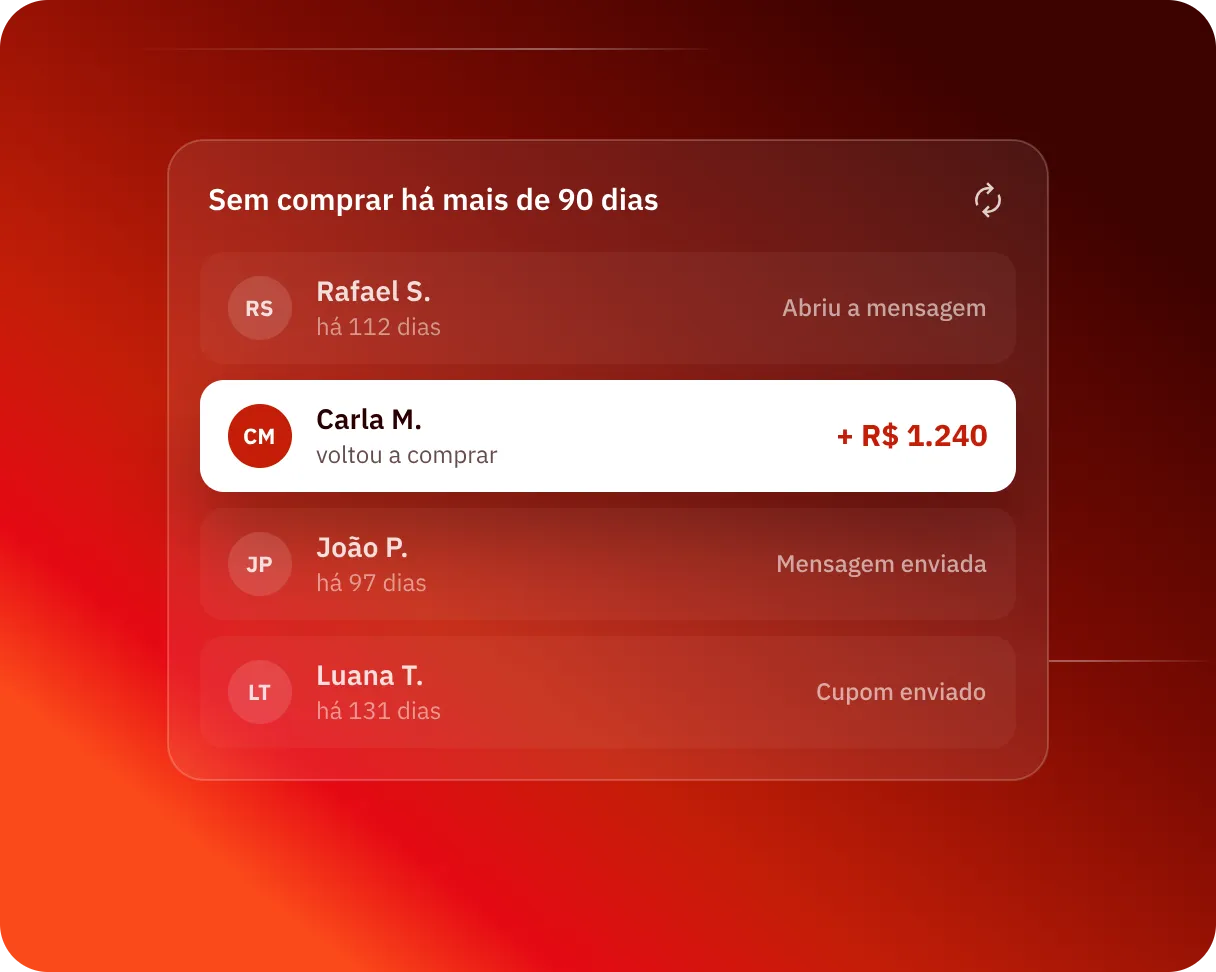 Sem comprar há mais de 90 dias
RS
Rafael S.
há 112 dias
Abriu a mensagem
CM
Carla M.
voltou a comprar
+ R$ 1.240
JP
João P.
há 97 dias
Mensagem enviada
LT
Luana T.
há 131 dias
Cupom enviado